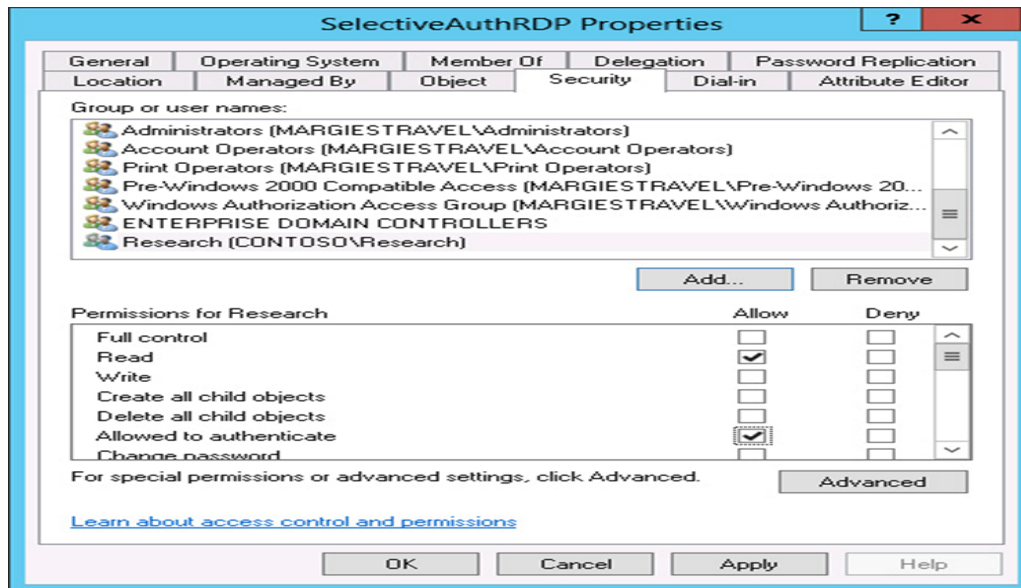 SelectiveAuthRDP Properties
?
General Operating System Member Of Delegation Password Replication
Location Managed By Object Security Dial-in Attribute Editor
Group or user names:
Administrators (MARGIESTRAVEL\Administrators)
Account Operators (MARGIESTRAVEL\Account Operators)
Print Operators (MARGIESTRAVEL\Print Operators)
Pre-Windows 2000 Compatible Access (MARGIESTRAVEL\Pre-Windows 20...
Windows Authorization Access Group (MARGIESTRAVEL\Windows Authoriz...
ENTERPRISE DOMAIN CONTROLLERS
Research (CONTOSO\Research)
Add... Remove
Permissions for Research Allow Deny
Full control
Read
Write
Create all child objects
Delete all child objects
Allowed to authenticate
Change password
For special permissions or advanced settings, click Advanced.
Advanced
Learn about access control and permissions
OK Cancel Apply Help